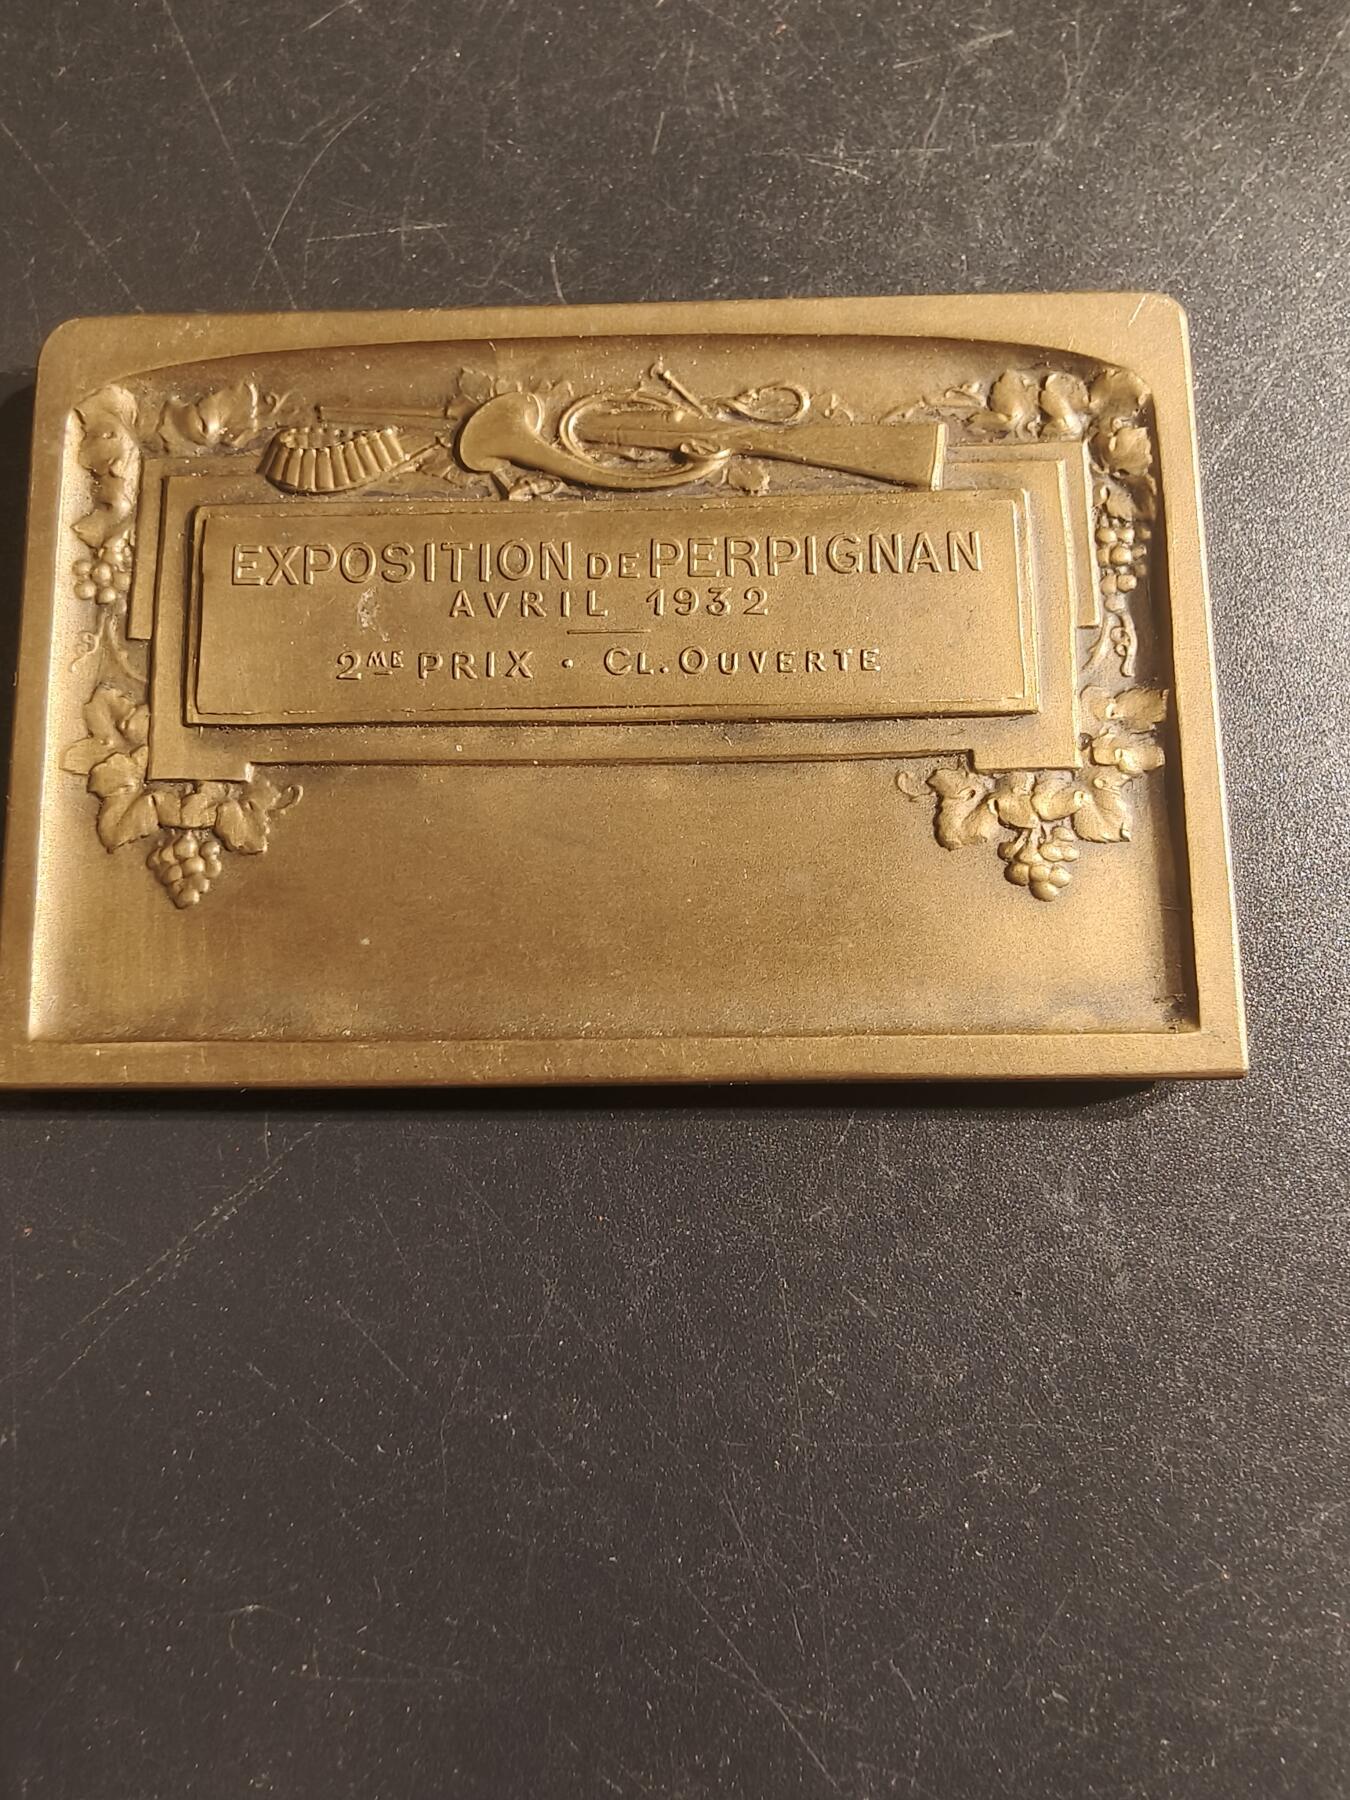 EXPOSITION DE PERPIGNAN
AVRIL 1932
2ME PRIX · CL. OUVERTE